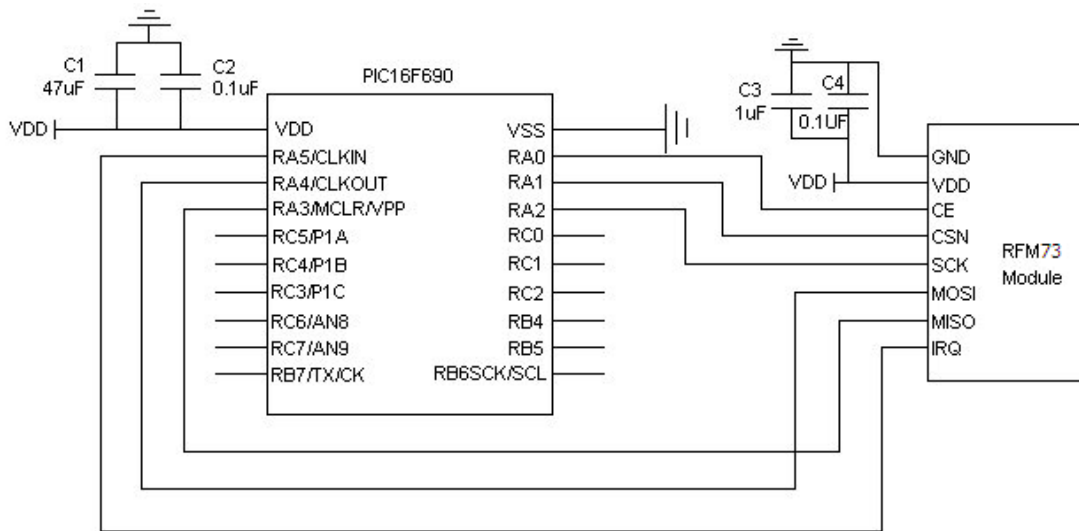 C1
47uF
C2
0.1uF
VDD
PIC16F690
VDD
RA5/CLKIN
RA4/CLKOUT
RA3/MCLR/VPP
RC5/P1A
RC4/P1B
RC3/P1C
RC6/AN8
RC7/AN9
RB7/TX/CK
VSS
RA0
RA1
RA2
RC0
RC1
RC2
RB4
RB5
RB6SCK/SCL
C3
1uF
C4
0.1UF
VDD
GND
VDD
CE
CSN
SCK
MOSI
MISO
IRQ
RFM73
Module